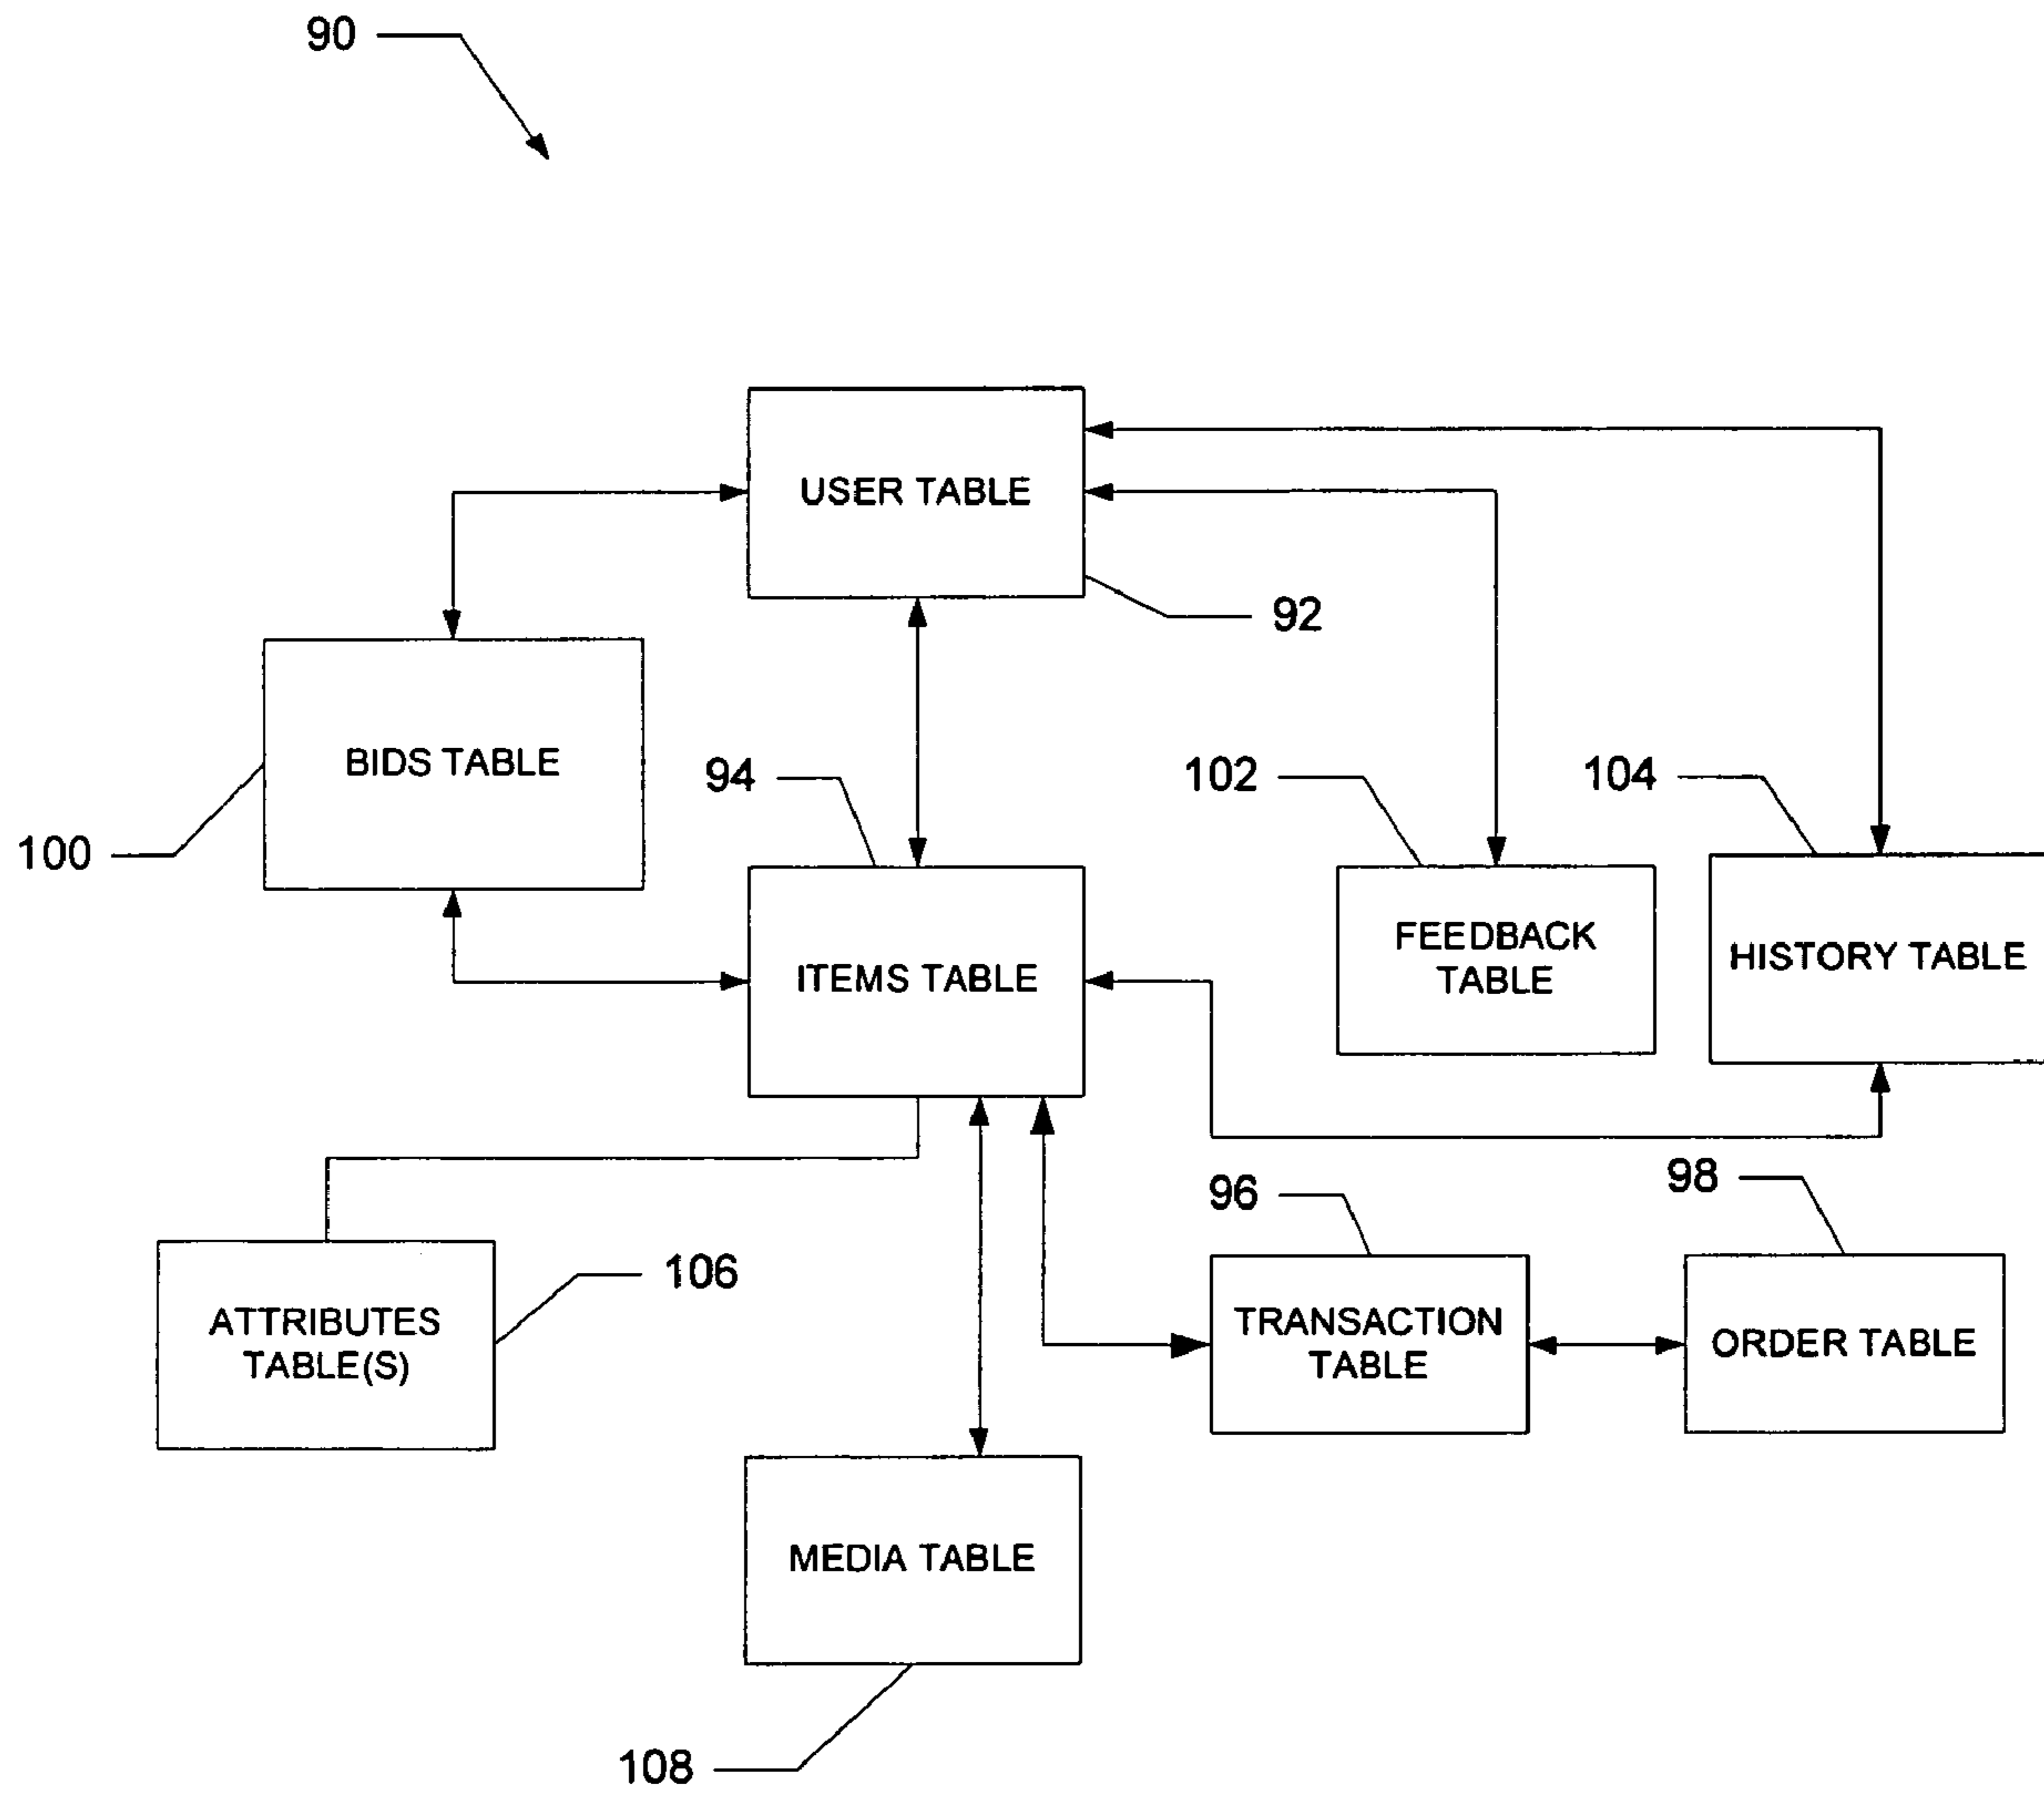 90
USER TABLE
92
BIDS TABLE
94
102
104
100
FEEDBACK
TABLE
HISTORY TABLE
ITEMS TABLE
96
98
106
ATTRIBUTES
TABLE(S)
TRANSACTION
TABLE
ORDER TABLE
MEDIA TABLE
108